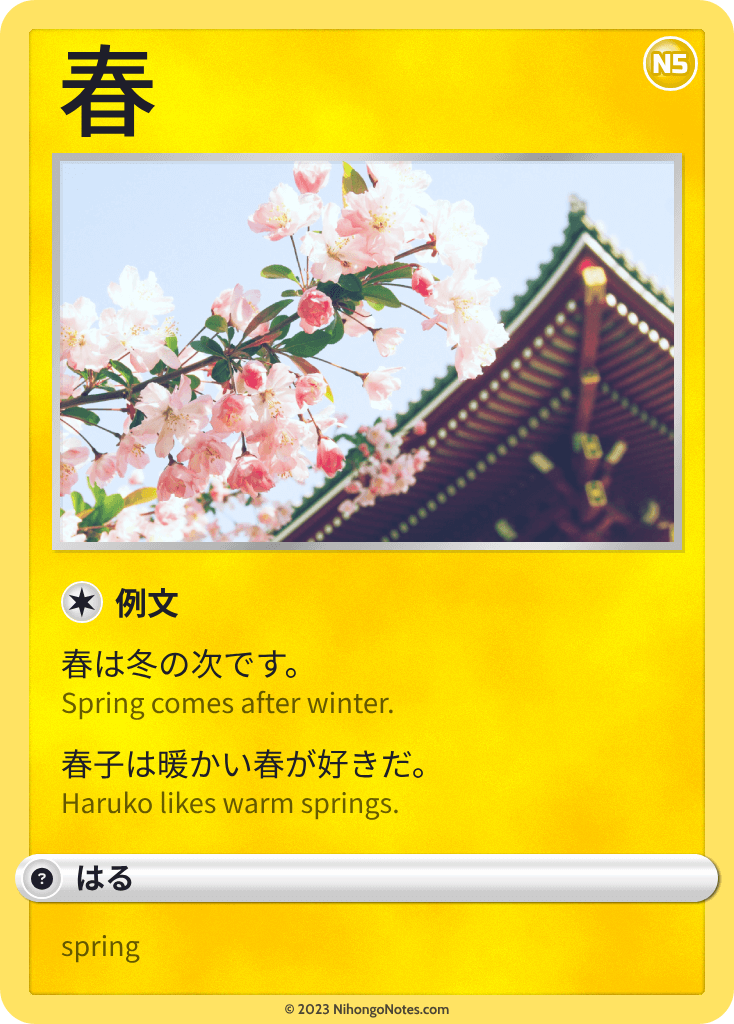 春
N5
例文
春は冬の次です。
Spring comes after winter.
春子は暖かい春が好きだ。
Haruko likes warm springs.
? はる
spring
© 2023 NihongoNotes.com